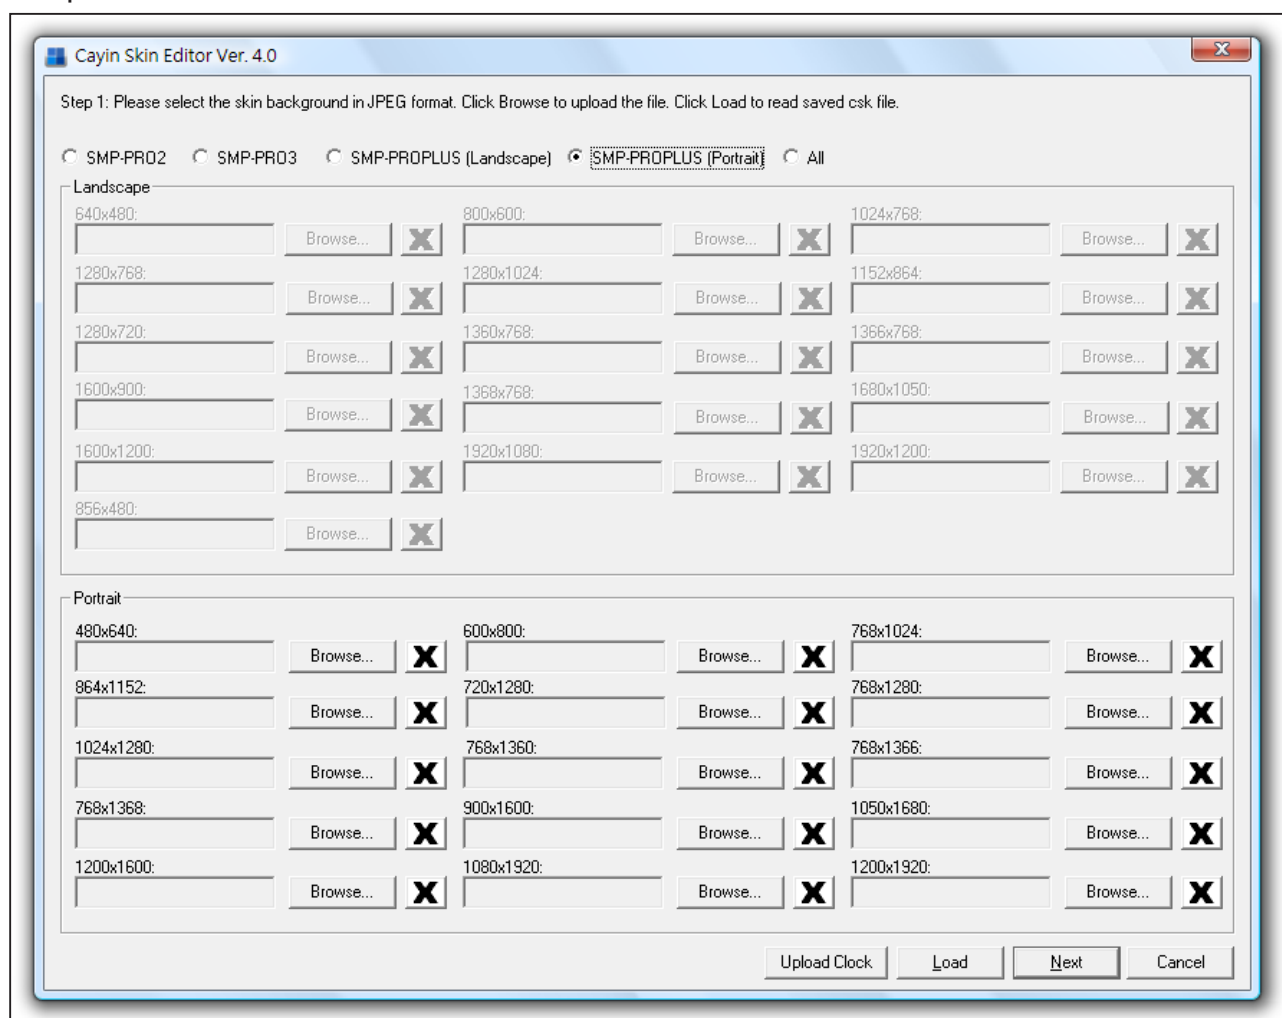 Cayin Skin Editor Ver. 4.0
X
Step 1: Please select the skin background in JPEG format. Click Browse to upload the file. Click Load to read saved csk file.
SMP-PRO2 SMP-PRO3 SMP-PROPLUS (Landscape) SMP-PROPLUS (Portrait) All
Landscape
640x480: 800x600: 1024x768:
Browse... X Browse... X Browse... X
1280x768: 1280x1024: 1152x864:
Browse... X Browse... X Browse... X
1280x720: 1360x768: 1366x768:
Browse... X Browse... X Browse... X
1600x900: 1368x768: 1680x1050:
Browse... X Browse... X Browse... X
1600x1200: 1920x1080: 1920x1200:
Browse... X Browse... X Browse... X
856x480:
Browse... X
Portrait
480x640: 600x800: 768x1024:
Browse... X Browse... X Browse... X
864x1152: 720x1280: 768x1280:
Browse... X Browse... X Browse... X
1024x1280: 768x1360: 768x1366:
Browse... X Browse... X Browse... X
768x1368: 900x1600: 1050x1680:
Browse... X Browse... X Browse... X
1200x1600: 1080x1920: 1200x1920:
Browse... X Browse... X Browse... X
Upload Clock Load Next Cancel